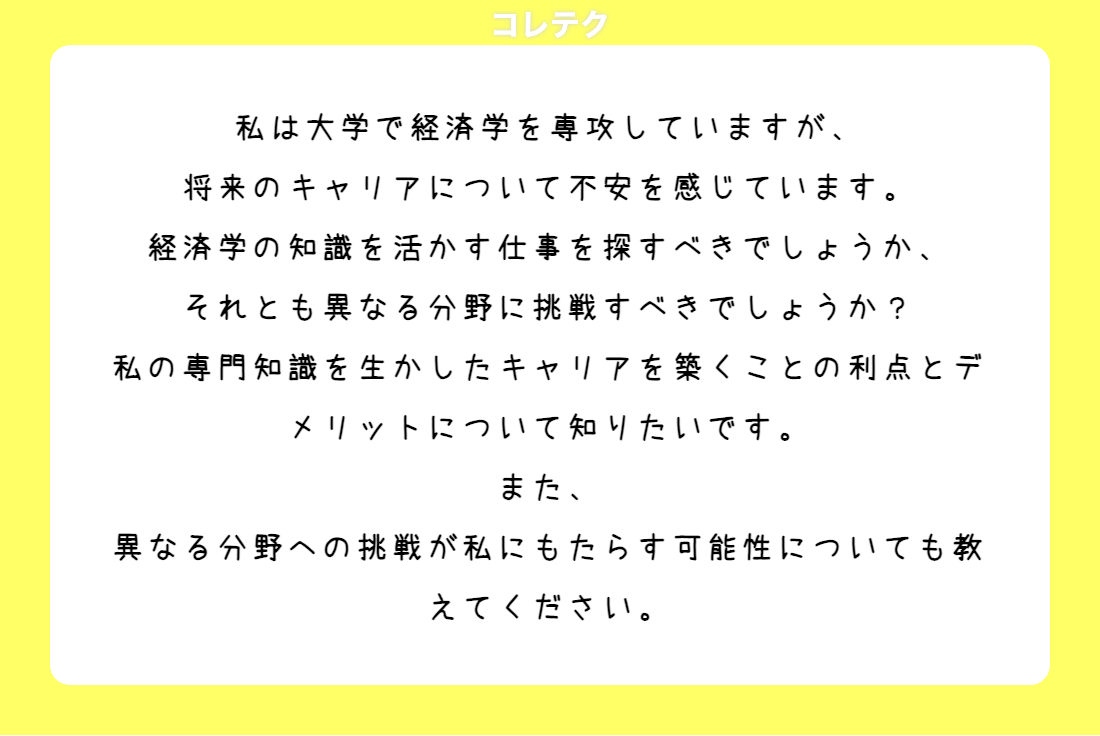 コレテク
私は大学で経済学を専攻していますが、
将来のキャリアについて不安を感じています。
経済学の知識を活かす仕事を探すべきでしょうか、
それとも異なる分野に挑戦すべきでしょうか？
私の専門知識を生かしたキャリアを築くことの利点とデ
メリットについて知りたいです。
また、
異なる分野への挑戦が私にもたらす可能性についても教
えてください。